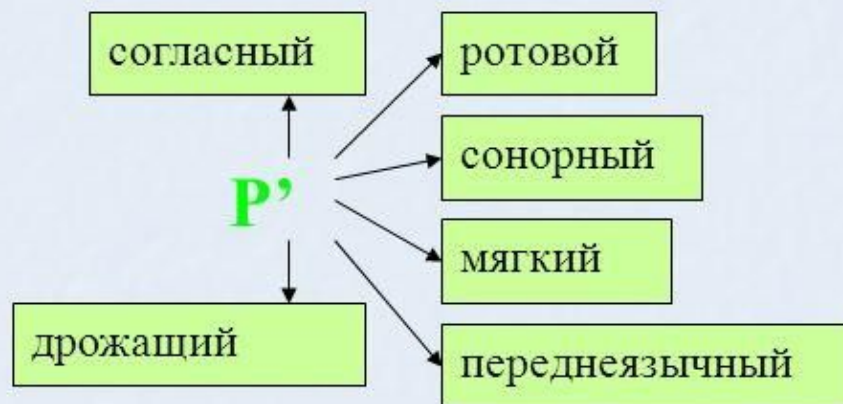 согласный
ротовой
сонорный
Р’
мягкий
дрожащий
переднеязычный